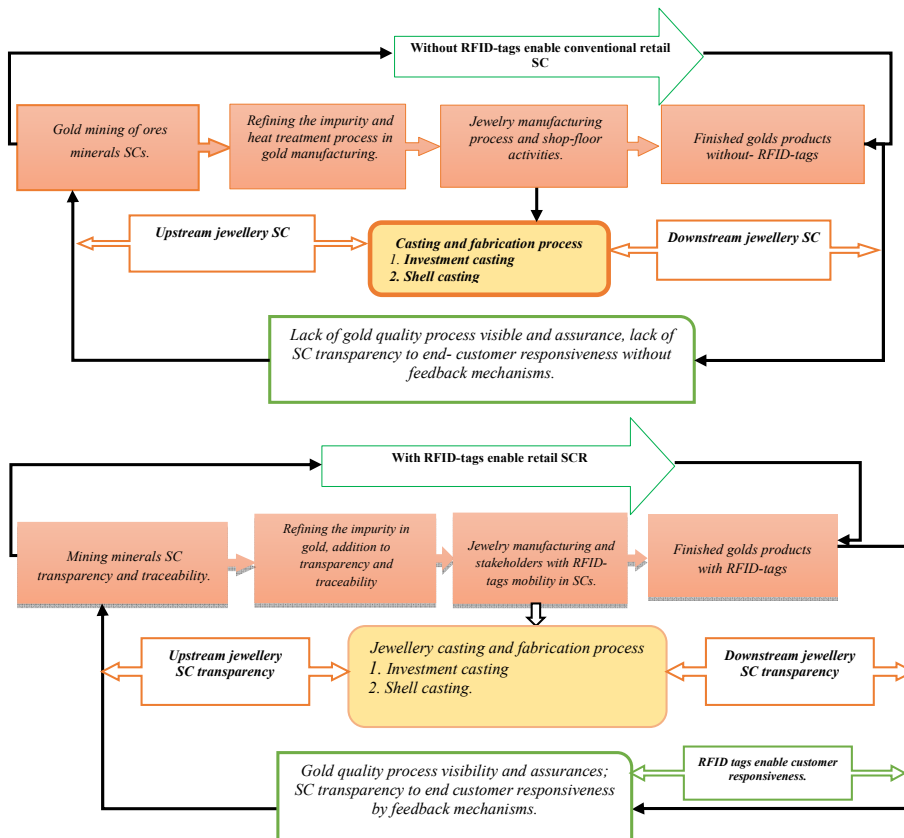 Without RFID-tags enable conventional retail
SC
Gold mining of ores
minerals SCs.
Refining the impurity and
heat treatment process in
gold manufacturing.
Jewelry manufacturing
process and shop-floor
activities.
Finished golds products
without- RFID-tags
Upstream jewellery SC
Casting and fabrication process
1. Investment casting
2. Shell casting
Downstream jewellery SC
Lack of gold quality process visible and assurance, lack of
SC transparency to end- customer responsiveness without
feedback mechanisms.
With RFID-tags enable retail SCR
Mining minerals SC
transparency and traceability.
Refining the impurity in
gold, addition to
transparency and
traceability
Jewelry manufacturing and
stakeholders with RFID-
tags mobility in SCs.
Finished golds products
with RFID-tags
Upstream jewellery
SC transparency
Jewellery casting and fabrication process
1. Investment casting
2. Shell casting.
Downstream jewellery
SC transparency
Gold quality process visibility and assurances;
SC transparency to end customer responsiveness
by feedback mechanisms.
RFID tags enable customer
responsiveness.